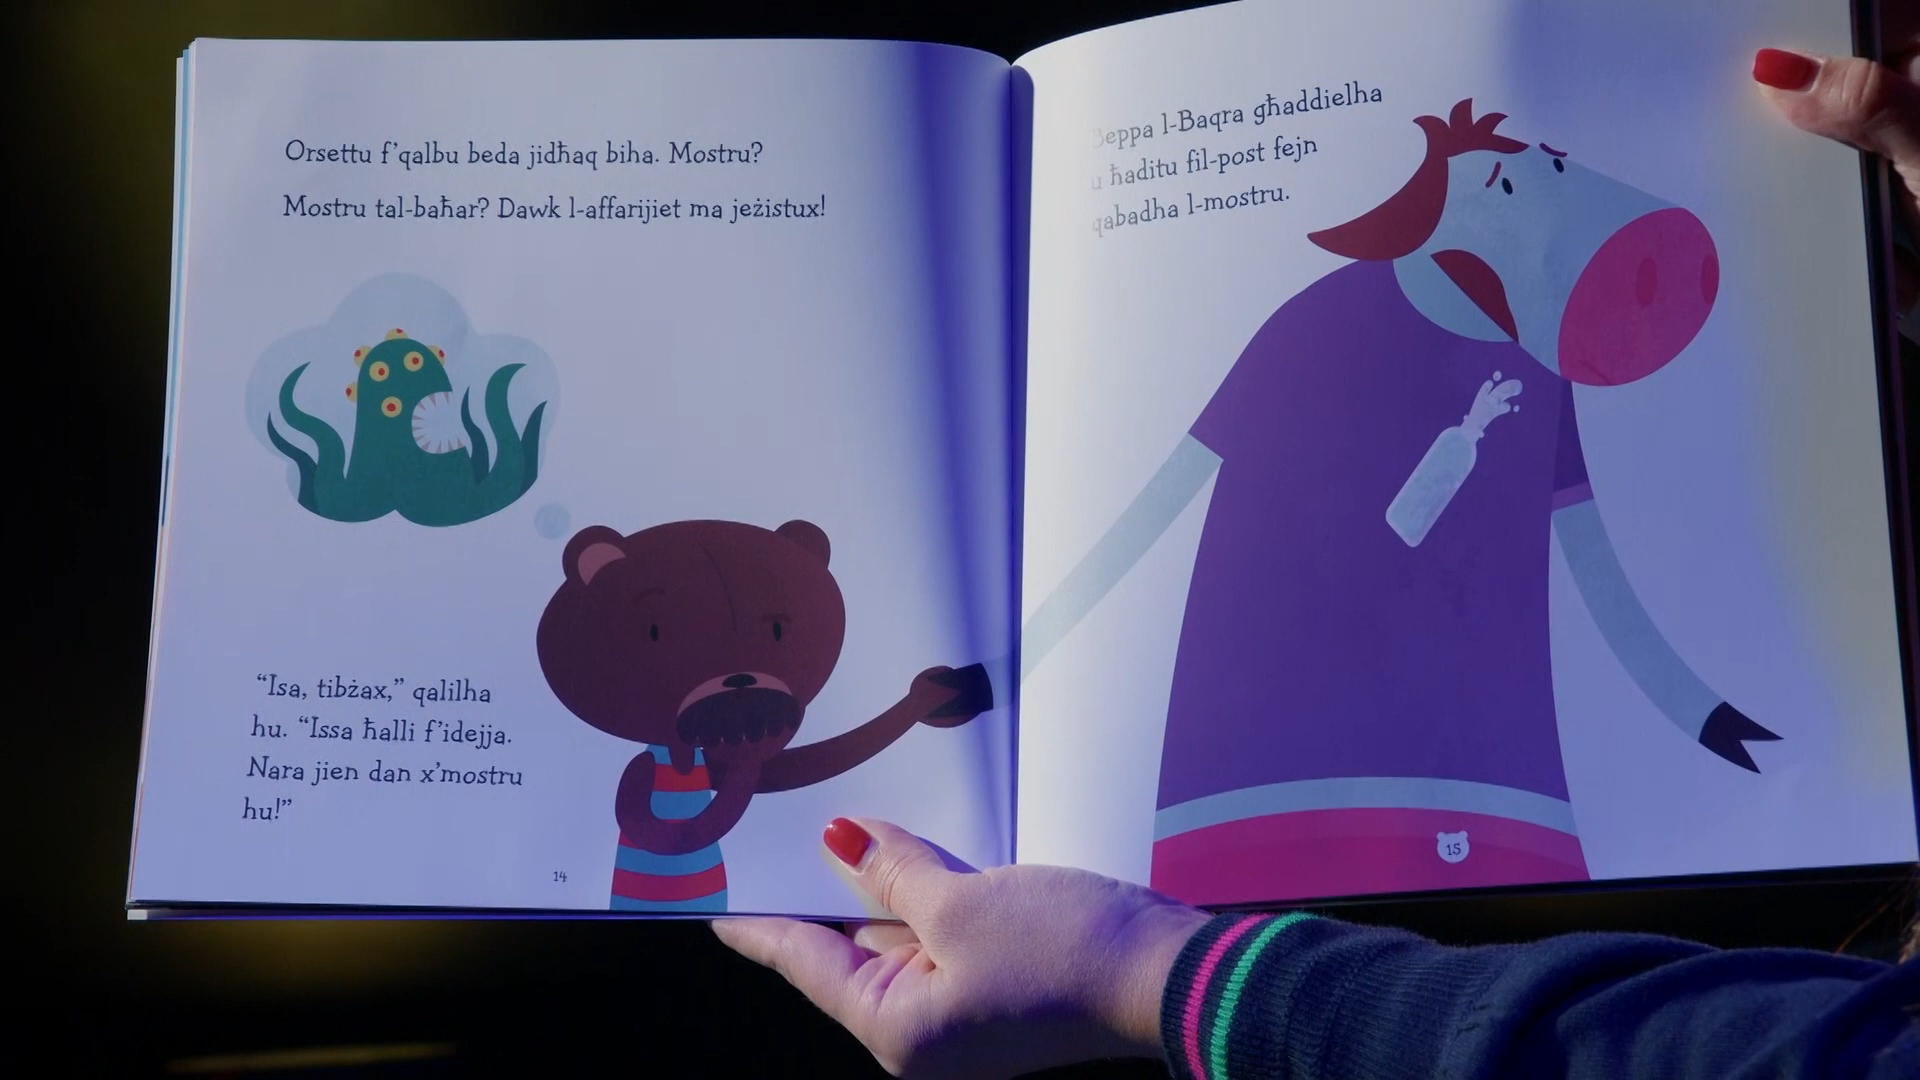 Orsettu f'qalbu beda jidħaq biha. Mostru?
Mostru tal-baħar? Dawk l-affarijiet ma jeżistux!
“Isa, tibżax,” qalilha
hu. “Issa ħalli f'idejja.
Nara jien dan x'mostru
hu!”
14
Beppa l-Baqra għaddielha
u ħaditu fil-post fejn
qabadha l-mostru.
15